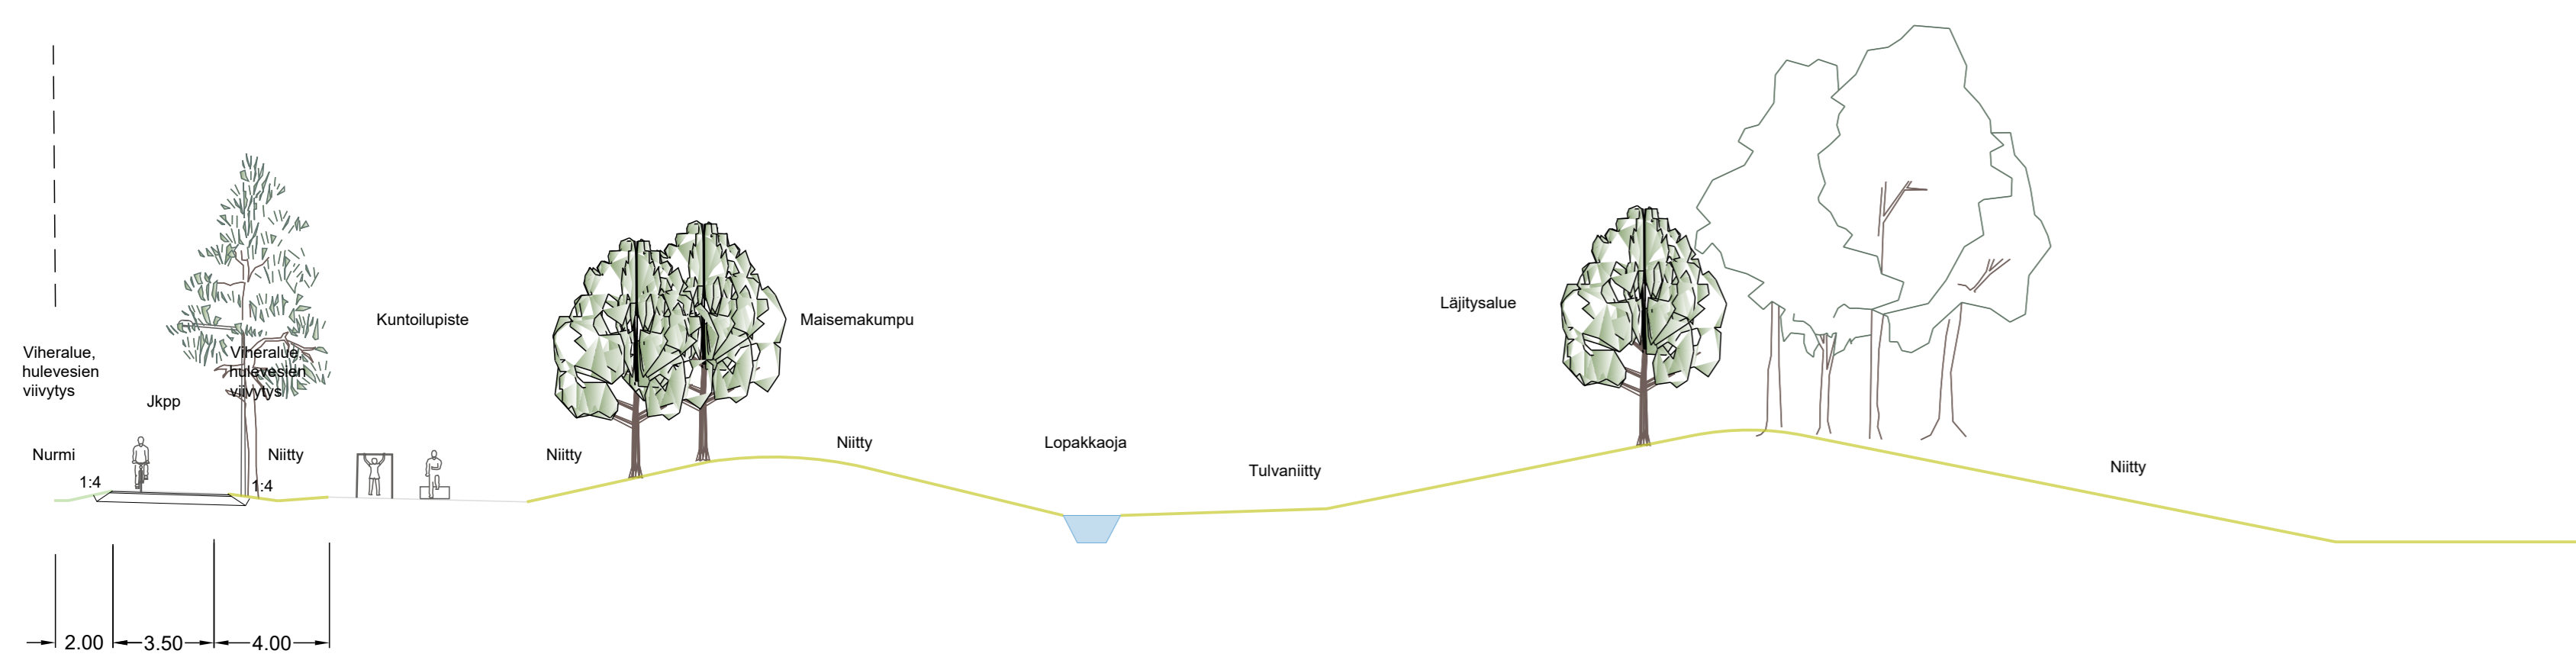 Viheralue,
hulevesien
viivytys
Jkpp
Nurmi
1:4
Viheralue,
hulevesien
viivytys
Niitty
1:4
Kuntoilupiste
Niitty
Maisemakumpu
Niitty
Lopakkaoja
Tulvaniitty
Läjitysalue
Niitty
2.00
3.50
4.00